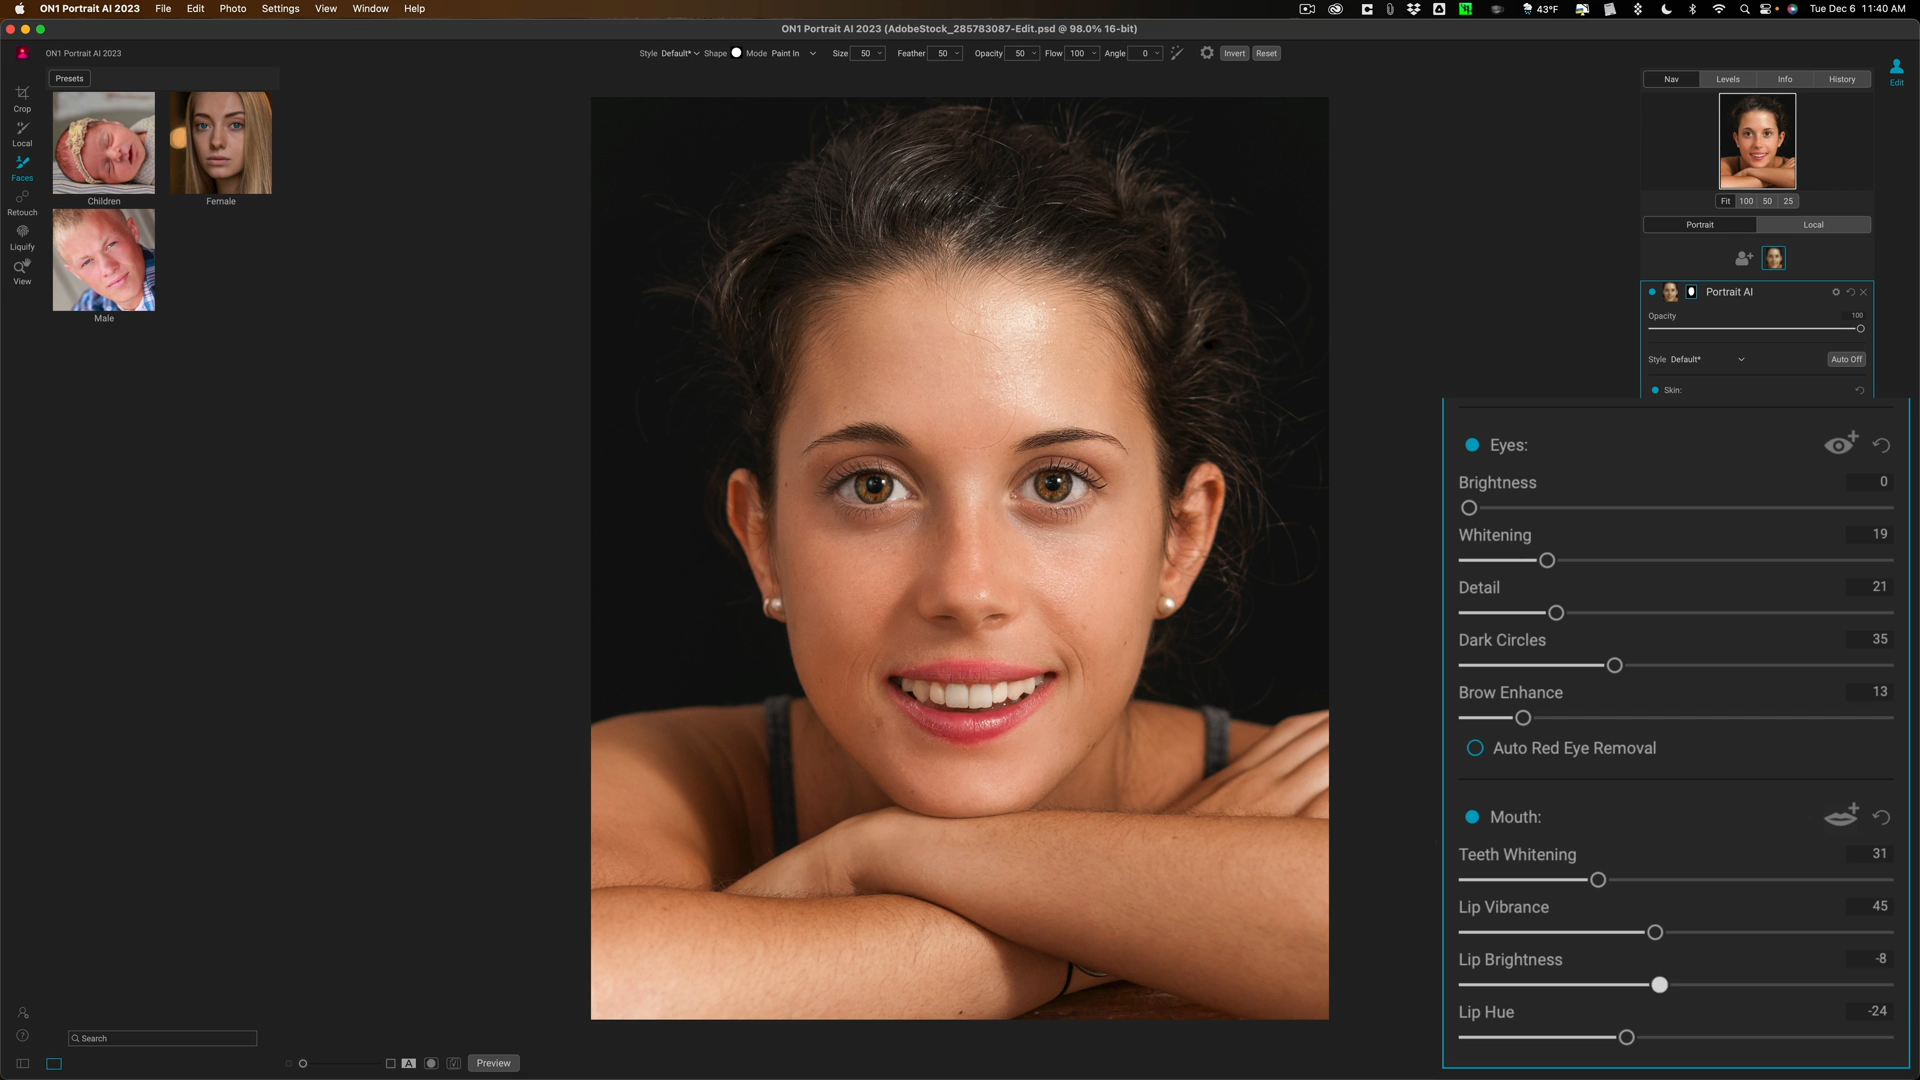 ON1 Portrait AI 2023 File Edit Photo Settings View Window Help 43°F Tue Dec 6 11:40 AM
ON1 Portrait AI 2023 (AdobeStock_285783087-Edit.psd @ 98.0% 16-bit)
ON1 Portrait AI 2023 Style Default* Shape Mode Paint In Size 50 Feather 50 Opacity 50 Flow 100 Angle 0 Invert Reset
Presets
Crop
Local
Faces
Retouch
Liquify
View
Children Female
Male
Search
Preview
Nav Levels Info History
Edit
Fit 100 50 25
Portrait Local
Portrait AI
Opacity 100
Style Default* Auto Off
Skin:
Eyes:
Brightness 0
Whitening 19
Detail 21
Dark Circles 35
Brow Enhance 13
Auto Red Eye Removal
Mouth:
Teeth Whitening 31
Lip Vibrance 45
Lip Brightness -8
Lip Hue -24